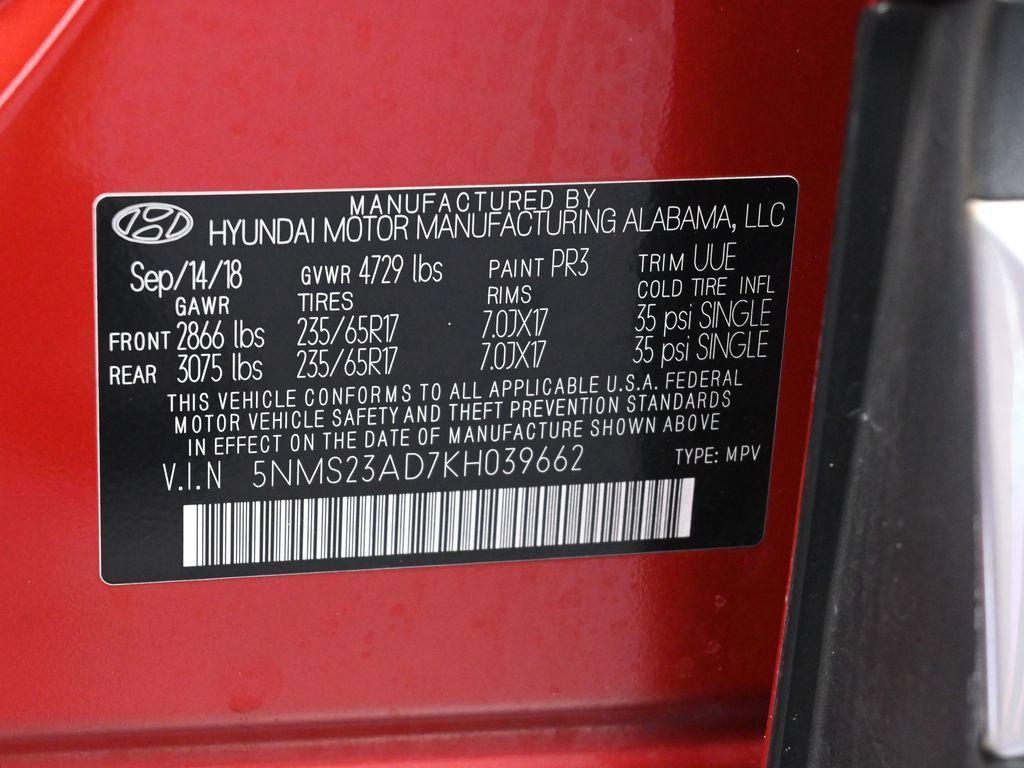 MANUFACTURED BY
HYUNDAI MOTOR MANUFACTURING ALABAMA, LLC
Sep/14/18 GVWR 4729 lbs PAINT PR3 TRIM UUE
GAWR TIRES RIMS COLD TIRE INFL
FRONT 2866 lbs 235/65R17 7.0JX17 35 psi SINGLE
REAR 3075 lbs 235/65R17 7.0JX17 35 psi SINGLE
THIS VEHICLE CONFORMS TO ALL APPLICABLE U.S.A. FEDERAL
MOTOR VEHICLE SAFETY AND THEFT PREVENTION STANDARDS
IN EFFECT ON THE DATE OF MANUFACTURE SHOWN ABOVE
V.I.N 5NMS23AD7KH039662 TYPE: MPV